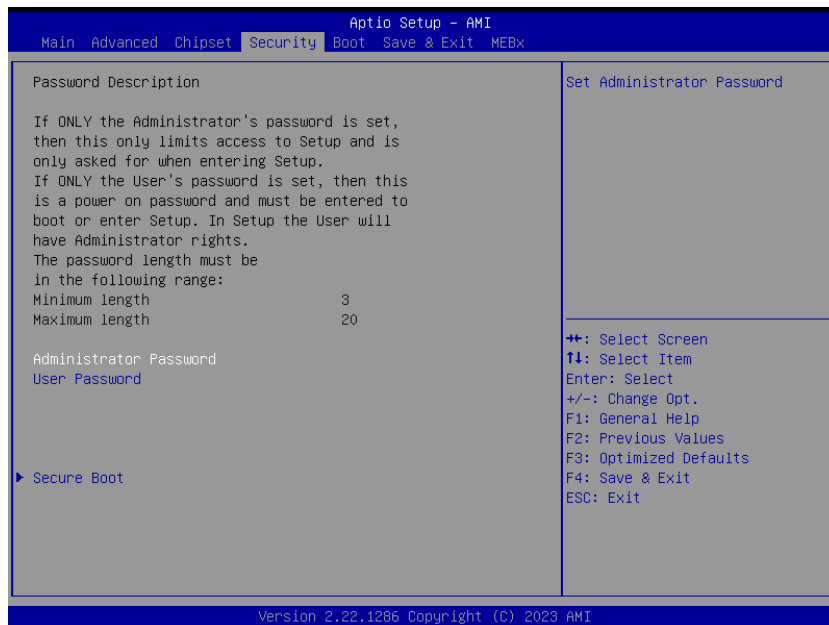 Aptio Setup – AMI
Main Advanced Chipset Security Boot Save & Exit MEBx
Password Description
If ONLY the Administrator's password is set,
then this only limits access to Setup and is
only asked for when entering Setup.
If ONLY the User's password is set, then this
is a power on password and must be entered to
boot or enter Setup. In Setup the User will
have Administrator rights.
The password length must be
in the following range:
Minimum length 3
Maximum length 20
Administrator Password
User Password
Secure Boot
Set Administrator Password
→←: Select Screen
↑↓: Select Item
Enter: Select
+/-: Change Opt.
F1: General Help
F2: Previous Values
F3: Optimized Defaults
F4: Save & Exit
ESC: Exit
Version 2.22.1286 Copyright (C) 2023 AMI